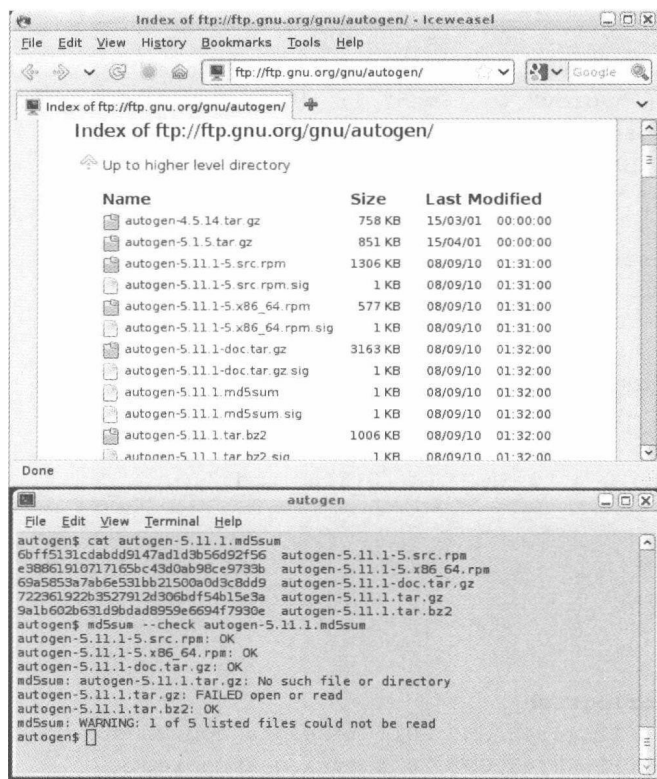 Index of ftp://ftp.gnu.org/gnu/autogen/ - Iceweasel
File Edit View History Bookmarks Tools Help
ftp://ftp.gnu.org/gnu/autogen/ Google
Index of ftp://ftp.gnu.org/gnu/autogen/
Index of ftp://ftp.gnu.org/gnu/autogen/
Up to higher level directory
Name Size Last Modified
autogen-4.5.14.tar.gz 758 KB 15/03/01 00:00:00
autogen-5.1.5.tar.gz 851 KB 15/04/01 00:00:00
autogen-5.11.1-5.src.rpm 1306 KB 08/09/10 01:31:00
autogen-5.11.1-5.src.rpm.sig 1 KB 08/09/10 01:31:00
autogen-5.11.1-5.x86_64.rpm 577 KB 08/09/10 01:31:00
autogen-5.11.1-5.x86_64.rpm.sig 1 KB 08/09/10 01:31:00
autogen-5.11.1-doc.tar.gz 3163 KB 08/09/10 01:32:00
autogen-5.11.1-doc.tar.gz.sig 1 KB 08/09/10 01:32:00
autogen-5.11.1.md5sum 1 KB 08/09/10 01:32:00
autogen-5.11.1.md5sum.sig 1 KB 08/09/10 01:32:00
autogen-5.11.1.tar.bz2 1006 KB 08/09/10 01:32:00
autogen-5.11.1.tar.bz2.sig 1 KB 08/09/10 01:32:00
Done
autogen
File Edit View Terminal Help
autogen$ cat autogen-5.11.1.md5sum
6bff5131cdabdd9147ad1d3b56d92f56 autogen-5.11.1-5.src.rpm
e38861910717165bc43d0ab98ce9733b autogen-5.11.1-5.x86_64.rpm
69a5853a7ab6e531bb21500a0d3c8dd9 autogen-5.11.1-doc.tar.gz
722361922b3527912d306bdf54b15e3a autogen-5.11.1.tar.gz
9a1b602b631d9bdad8959e6694f7930e autogen-5.11.1.tar.bz2
autogen$ md5sum --check autogen-5.11.1.md5sum
autogen-5.11.1-5.src.rpm: OK
autogen-5.11.1-5.x86_64.rpm: OK
autogen-5.11.1-doc.tar.gz: OK
md5sum: autogen-5.11.1.tar.gz: No such file or directory
autogen-5.11.1.tar.gz: FAILED open or read
autogen-5.11.1.tar.bz2: OK
md5sum: WARNING: 1 of 5 listed files could not be read
autogen$